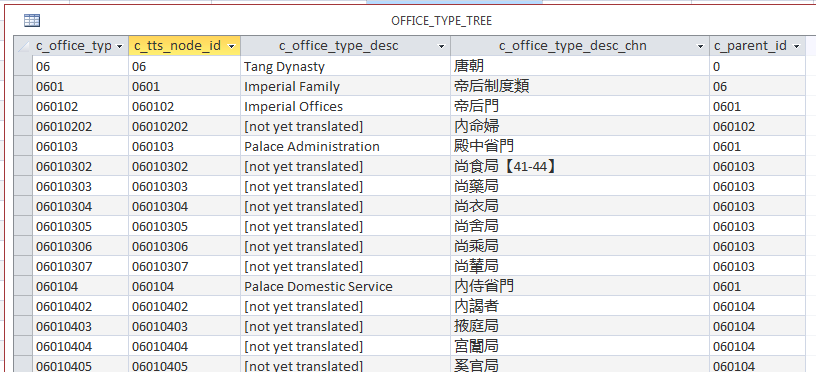 OFFICE_TYPE_TREE
c_office_typ c_tts_node_id c_office_type_desc c_office_type_desc_chn c_parent_id
06 06 Tang Dynasty 唐朝 0
0601 0601 Imperial Family 帝后制度類 06
060102 060102 Imperial Offices 帝后門 0601
06010202 06010202 [not yet translated] 內命婦 060102
060103 060103 Palace Administration 殿中省門 0601
06010302 06010302 [not yet translated] 尚食局【41-44】 060103
06010303 06010303 [not yet translated] 尚藥局 060103
06010304 06010304 [not yet translated] 尚衣局 060103
06010305 06010305 [not yet translated] 尚舍局 060103
06010306 06010306 [not yet translated] 尚乘局 060103
06010307 06010307 [not yet translated] 尚輦局 060103
060104 060104 Palace Domestic Service 內侍省門 0601
06010402 06010402 [not yet translated] 內謁者 060104
06010403 06010403 [not yet translated] 掖庭局 060104
06010404 06010404 [not yet translated] 宮闈局 060104
06010405 06010405 [not yet translated] 奚官局 060104